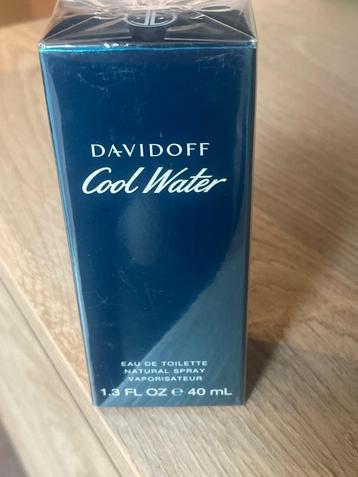 DAVIDOFF
Cool Water
EAU DE TOILETTE
NATURAL SPRAY
VAPORISATEUR
1.3 FL OZ ℮ 40 mL